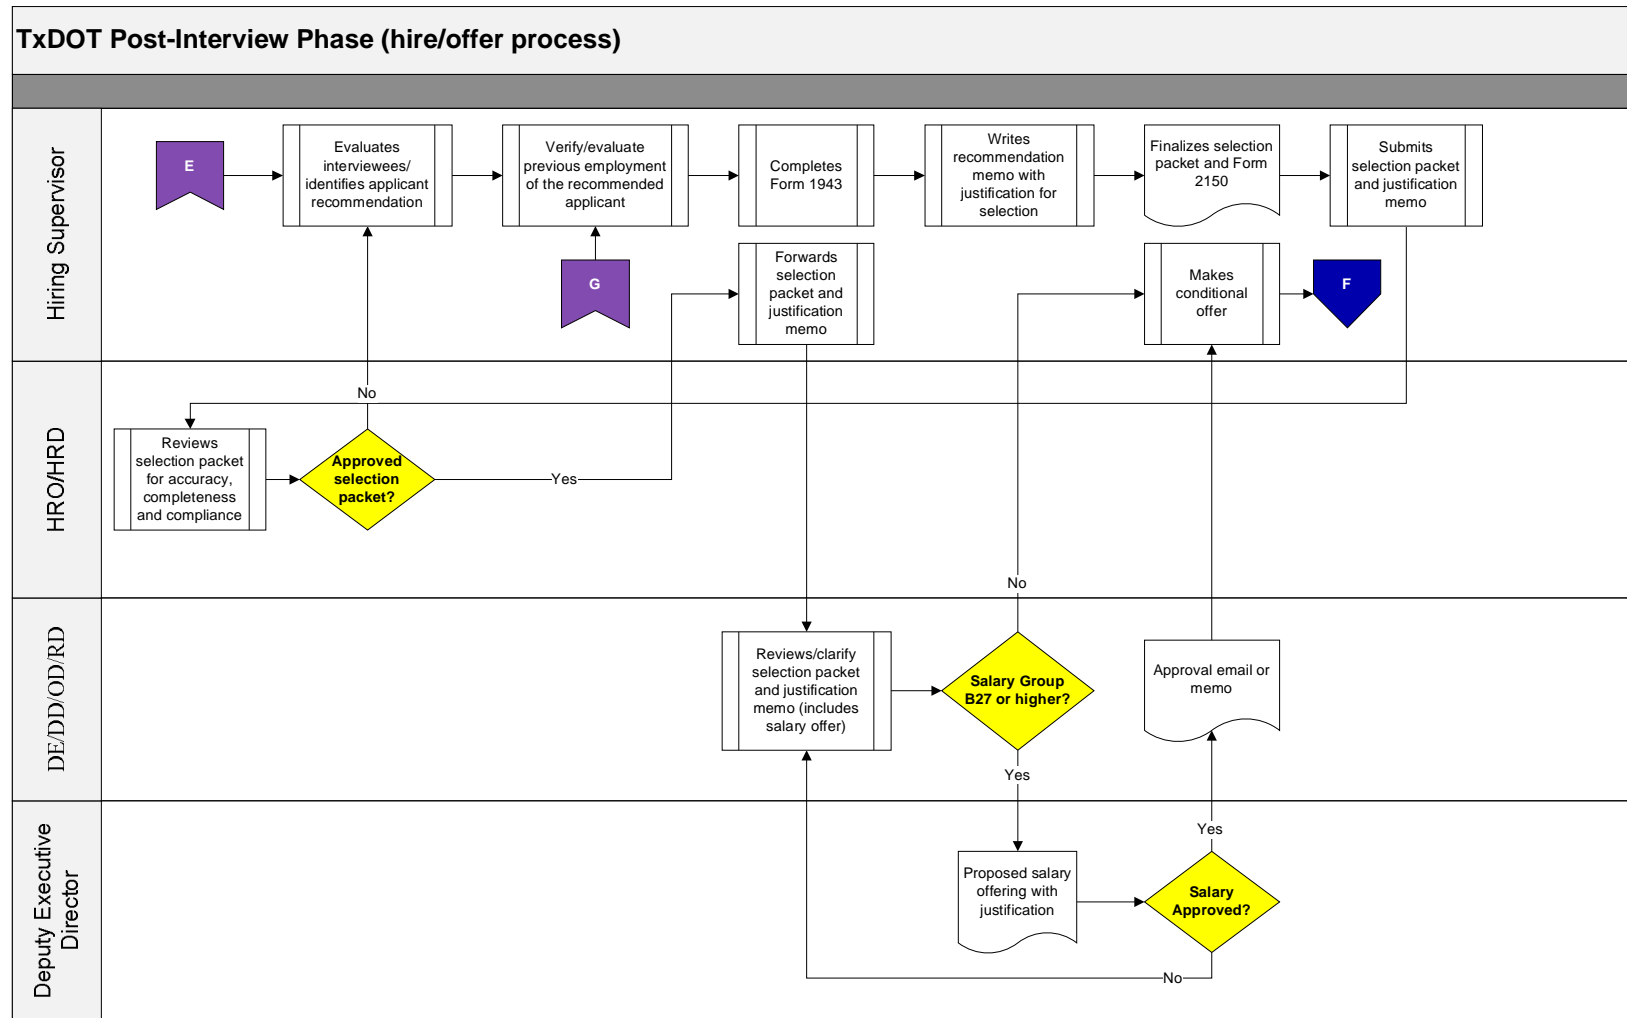 TxDOT Post-Interview Phase (hire/offer process)
Hiring Supervisor
E
Evaluates
interviewees/
identifies applicant
recommendation
Verify/evaluate
previous employment
of the recommended
applicant
Completes
Form 1943
Writes
recommendation
memo with
justification for
selection
Finalizes selection
packet and Form
2150
Submits
selection packet
and justification
memo
G
Forwards
selection
packet and
justification
memo
Makes
conditional
offer
F
HRO/HRD
No
Reviews
selection packet
for accuracy,
completeness
and compliance
Approved
selection
packet?
Yes
No
DE/DD/OD/RD
Reviews/clarify
selection packet
and justification
memo (includes
salary offer)
Salary Group
B27 or higher?
Approval email or
memo
Yes
Deputy Executive
Director
Yes
Proposed salary
offering with
justification
Salary
Approved?
No